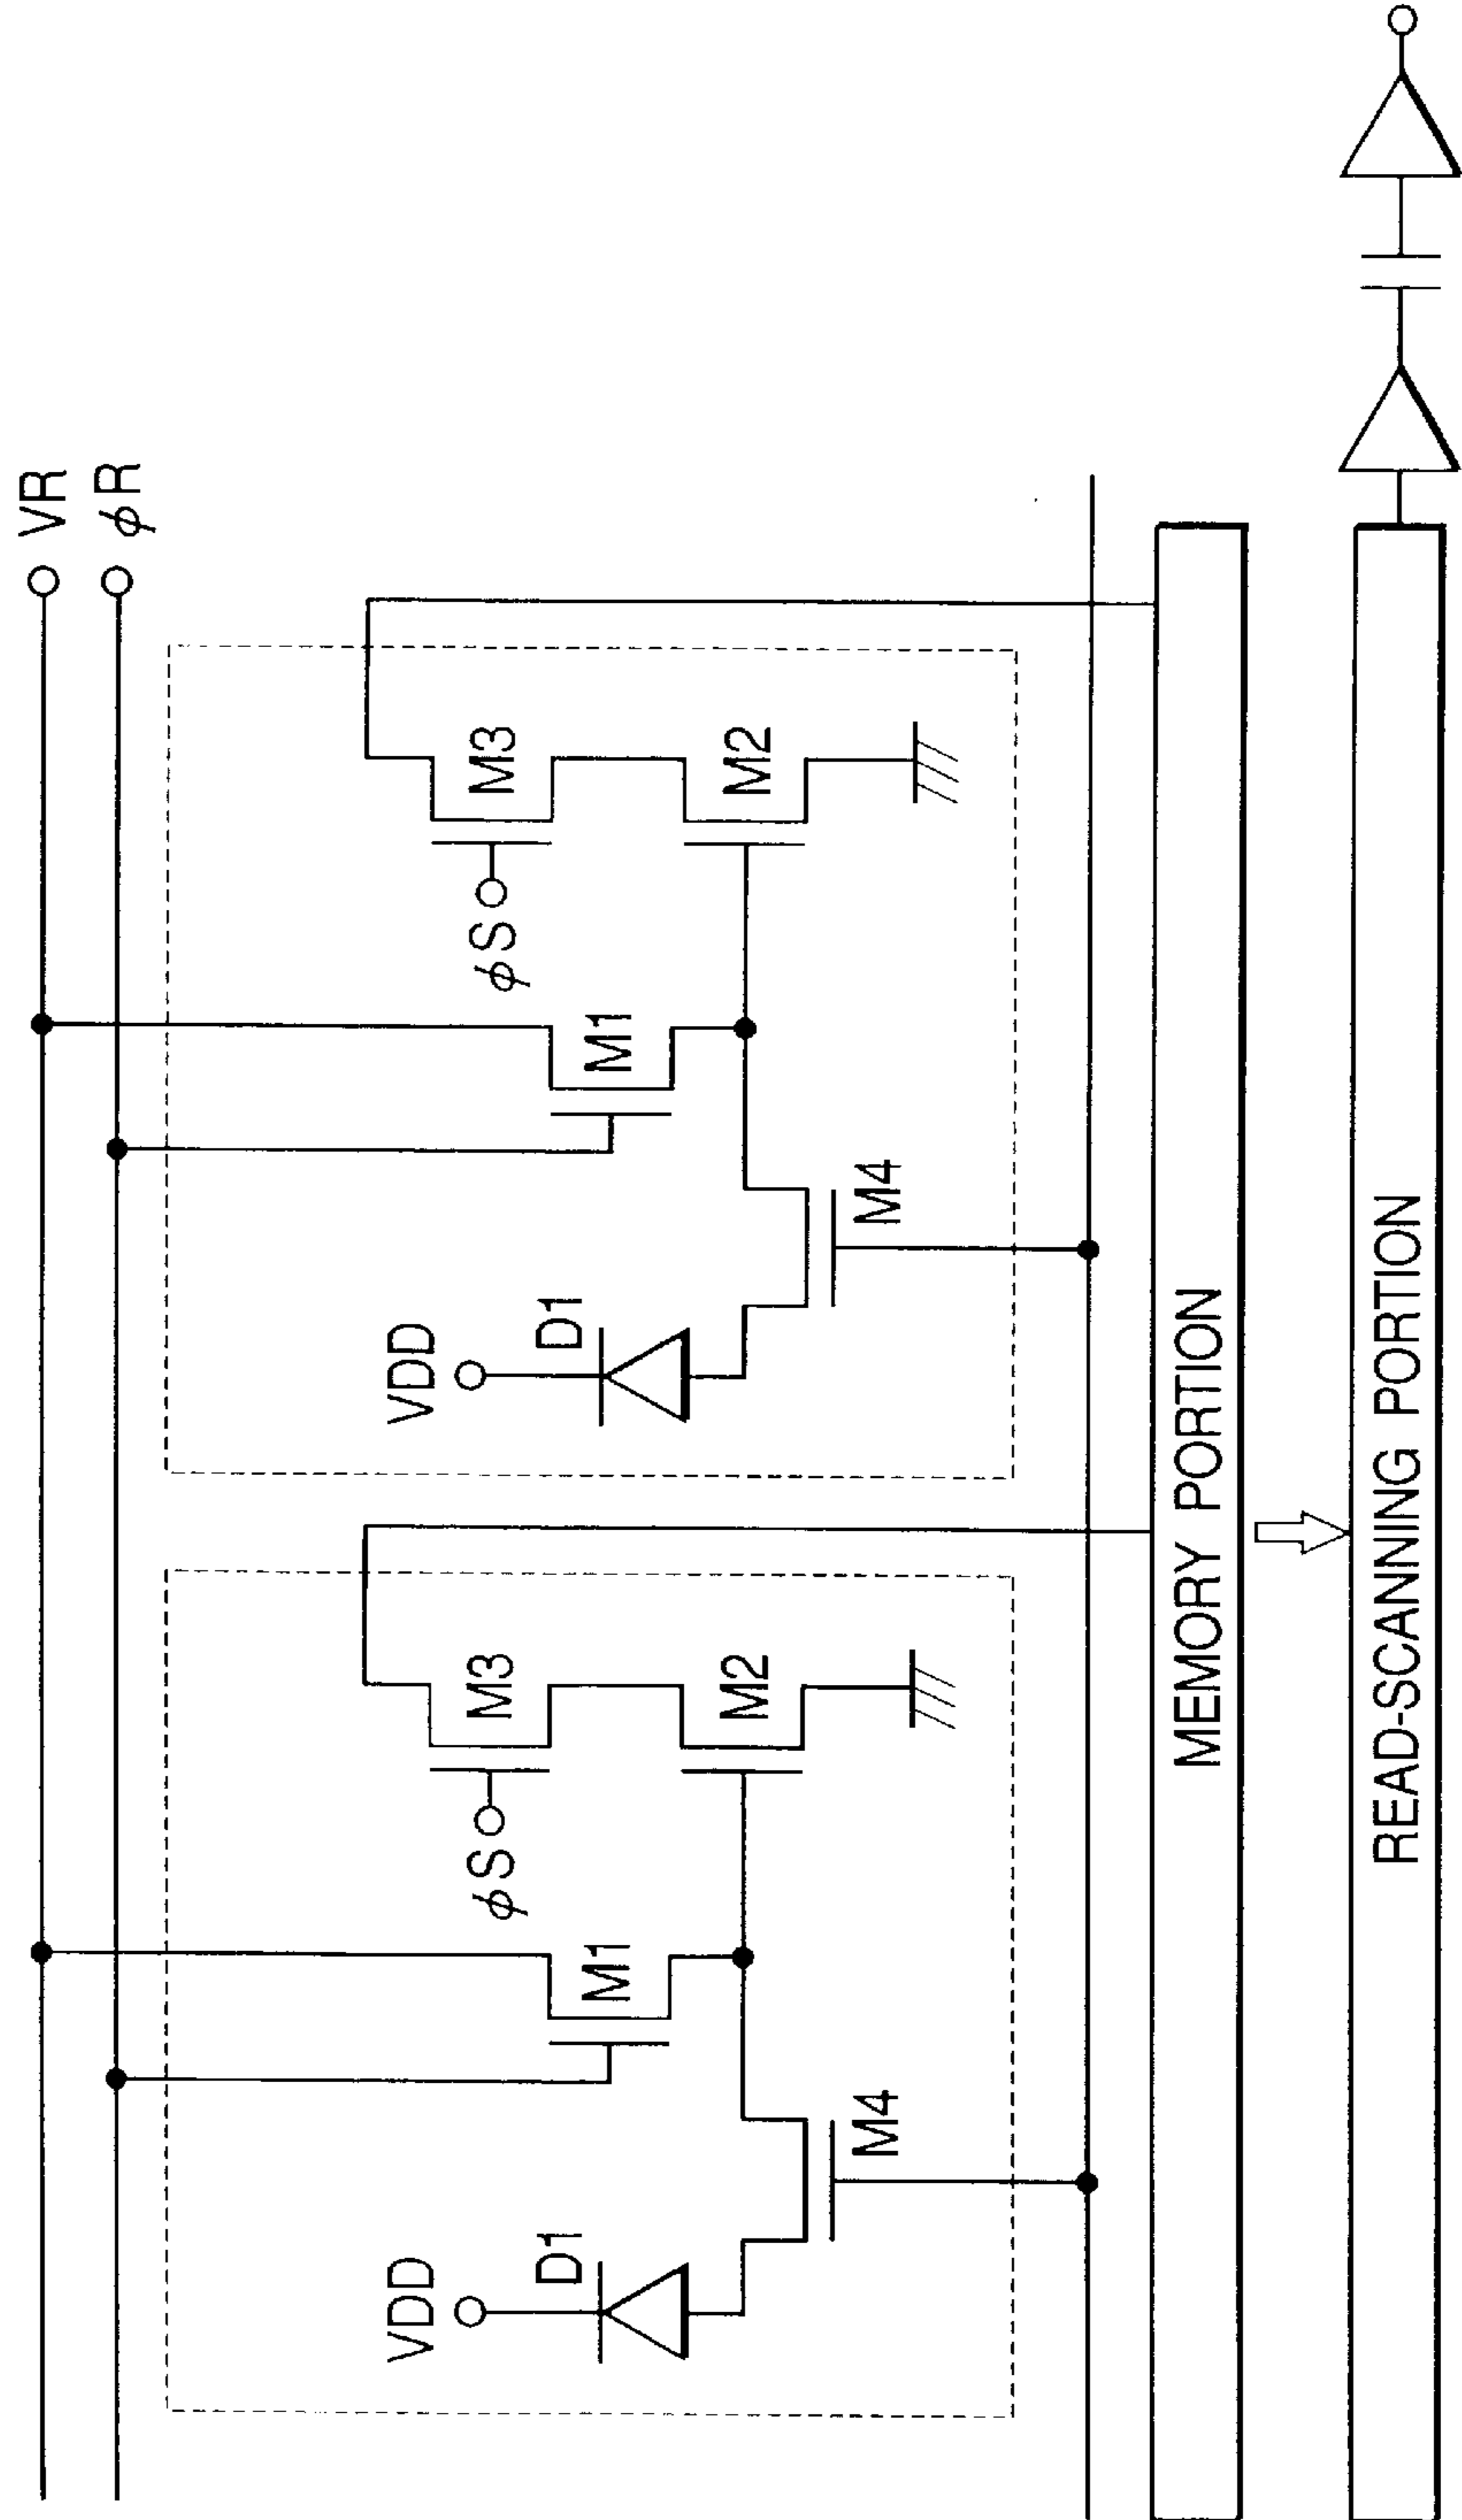 VR
ϕR
VDD
D1
M4
M1
ϕS
M3
M2
VDD
D1
M4
M1
ϕS
M3
M2
MEMORY PORTION
READ-SCANNING PORTION